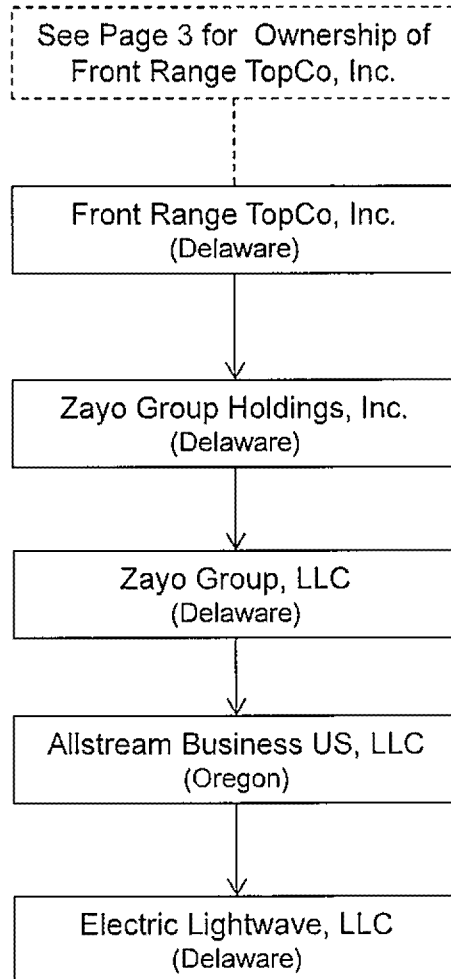 See Page 3 for Ownership of
Front Range TopCo, Inc.
Front Range TopCo, Inc.
(Delaware)
Zayo Group Holdings, Inc.
(Delaware)
Zayo Group, LLC
(Delaware)
Allstream Business US, LLC
(Oregon)
Electric Lightwave, LLC
(Delaware)